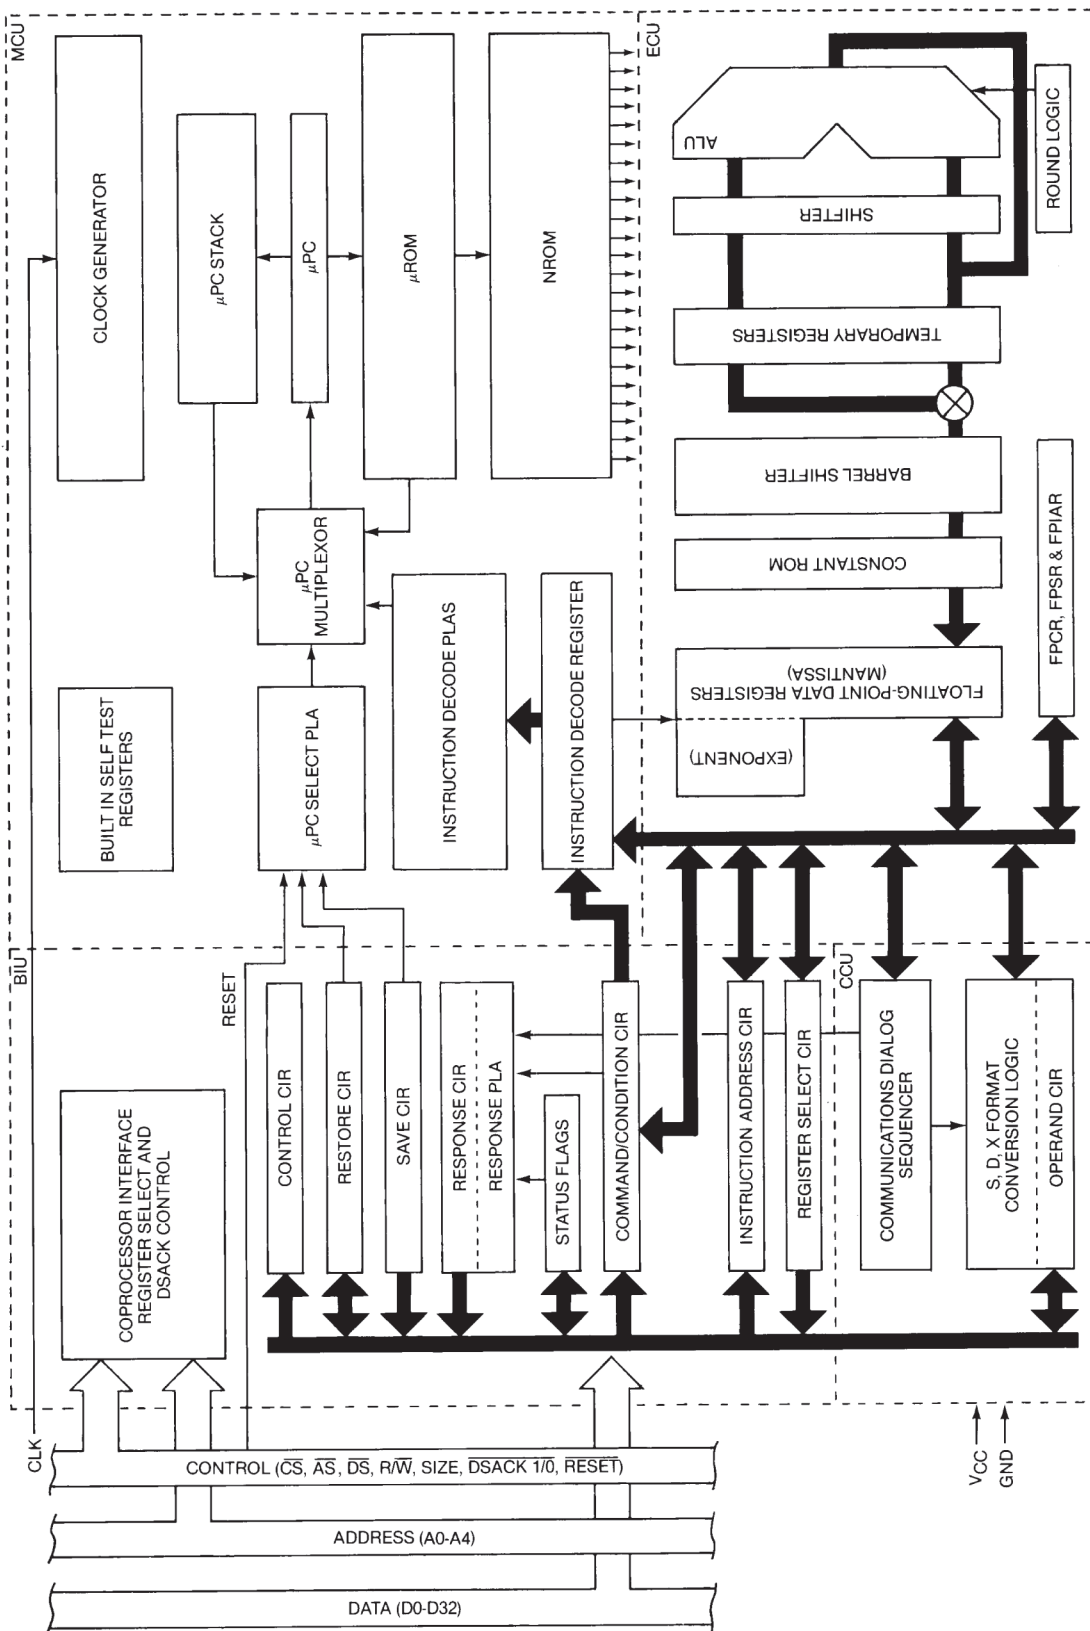 MCU
CLOCK GENERATOR
μPC STACK
μPC
μROM
NROM
μPC
MULTIPLEXOR
BUILT IN SELF TEST
REGISTERS
μPC SELECT PLA
INSTRUCTION DECODE PLAS
INSTRUCTION DECODE REGISTER
ECU
ALU
ROUND LOGIC
SHIFTER
TEMPORARY REGISTERS
BARREL SHIFTER
CONSTANT ROM
FLOATING-POINT DATA REGISTERS
(MANTISSA)
(EXPONENT)
FPCR, FPSR & FPIAR
BIU
RESET
COPROCESSOR INTERFACE
REGISTER SELECT AND
DSACK CONTROL
CONTROL CIR
RESTORE CIR
SAVE CIR
RESPONSE CIR
RESPONSE PLA
STATUS FLAGS
COMMAND/CONDITION CIR
INSTRUCTION ADDRESS CIR
REGISTER SELECT CIR
CCU
COMMUNICATIONS DIALOG
SEQUENCER
S, D, X FORMAT
CONVERSION LOGIC
OPERAND CIR
CLK
CONTROL (C̅S̅, A̅S̅, D̅S̅, R/W̅, SIZE, D̅S̅A̅C̅K̅ 1̅/̅0̅, R̅E̅S̅E̅T̅)
ADDRESS (A0-A4)
DATA (D0-D32)
VCC
GND